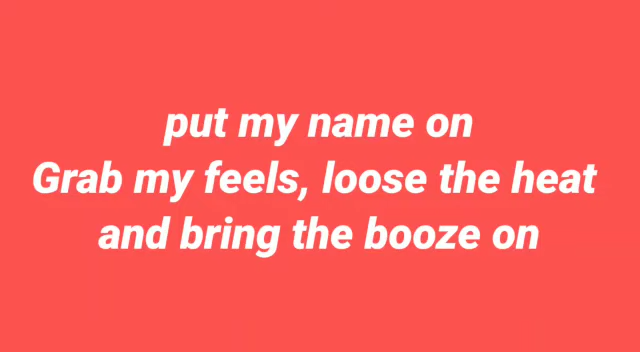 put my name on
Grab my feels, loose the heat
and bring the booze on